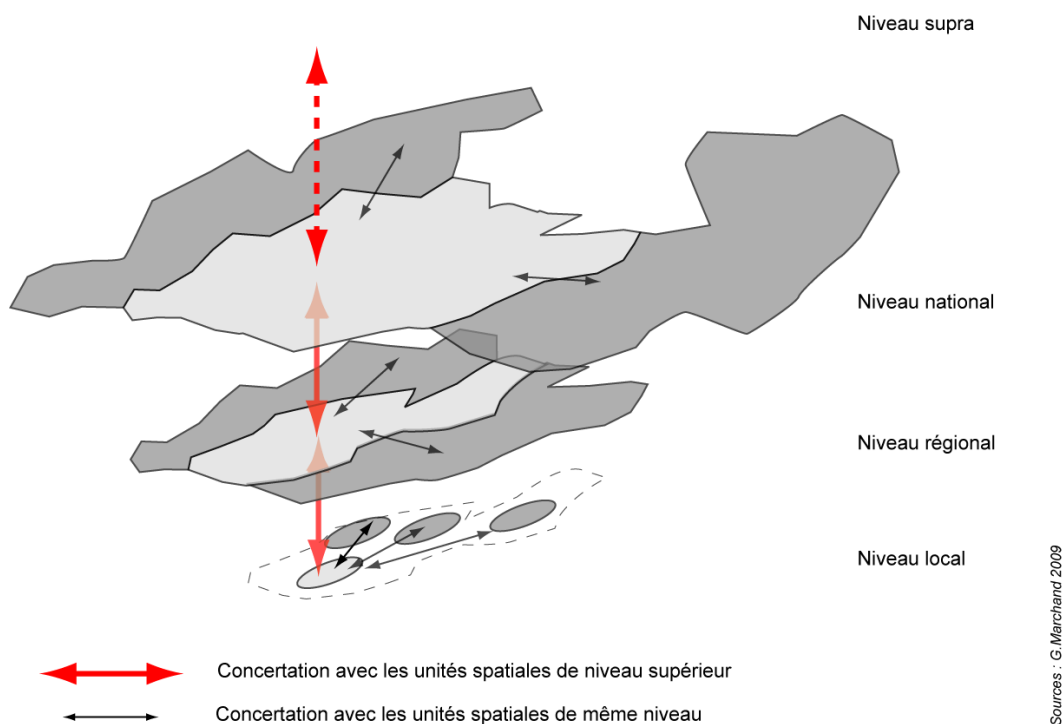 Niveau supra
Niveau national
Niveau régional
Niveau local
Concertation avec les unités spatiales de niveau supérieur
Concertation avec les unités spatiales de même niveau
Sources : G.Marchand 2009